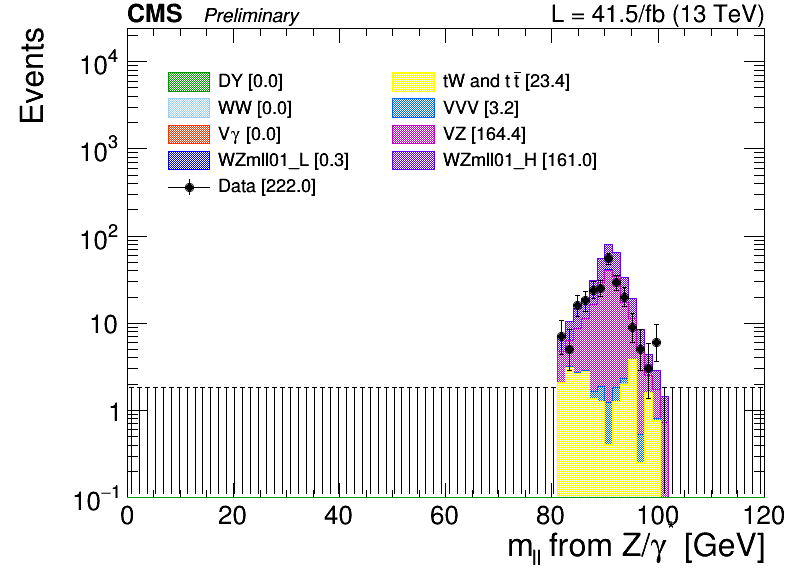 CMS Preliminary L = 41.5/fb (13 TeV)
Events
10⁴
10³
10²
10
1
10⁻¹
DY [0.0]
tW and t t̅ [23.4]
WW [0.0]
VVV [3.2]
Vγ [0.0]
VZ [164.4]
WZmll01_L [0.3]
WZmll01_H [161.0]
Data [222.0]
0 20 40 60 80 100 120
m_ll from Z/γ* [GeV]